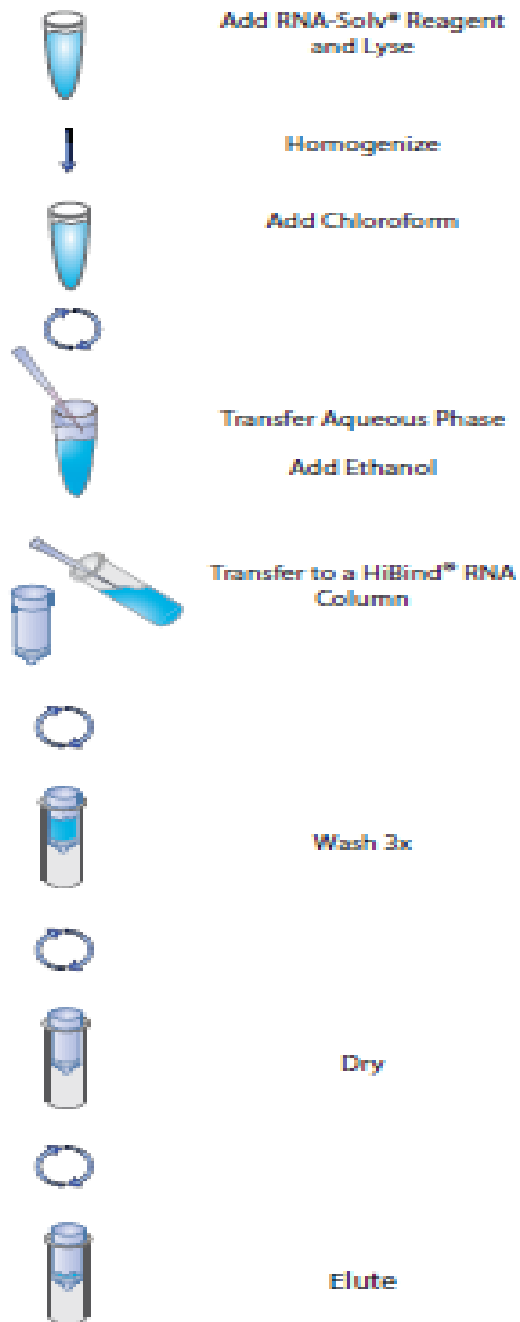 Add RNA-Solv® Reagent
and Lyse
Homogenize
Add Chloroform
Transfer Aqueous Phase
Add Ethanol
Transfer to a HiBind® RNA
Column
Wash 3x
Dry
Elute